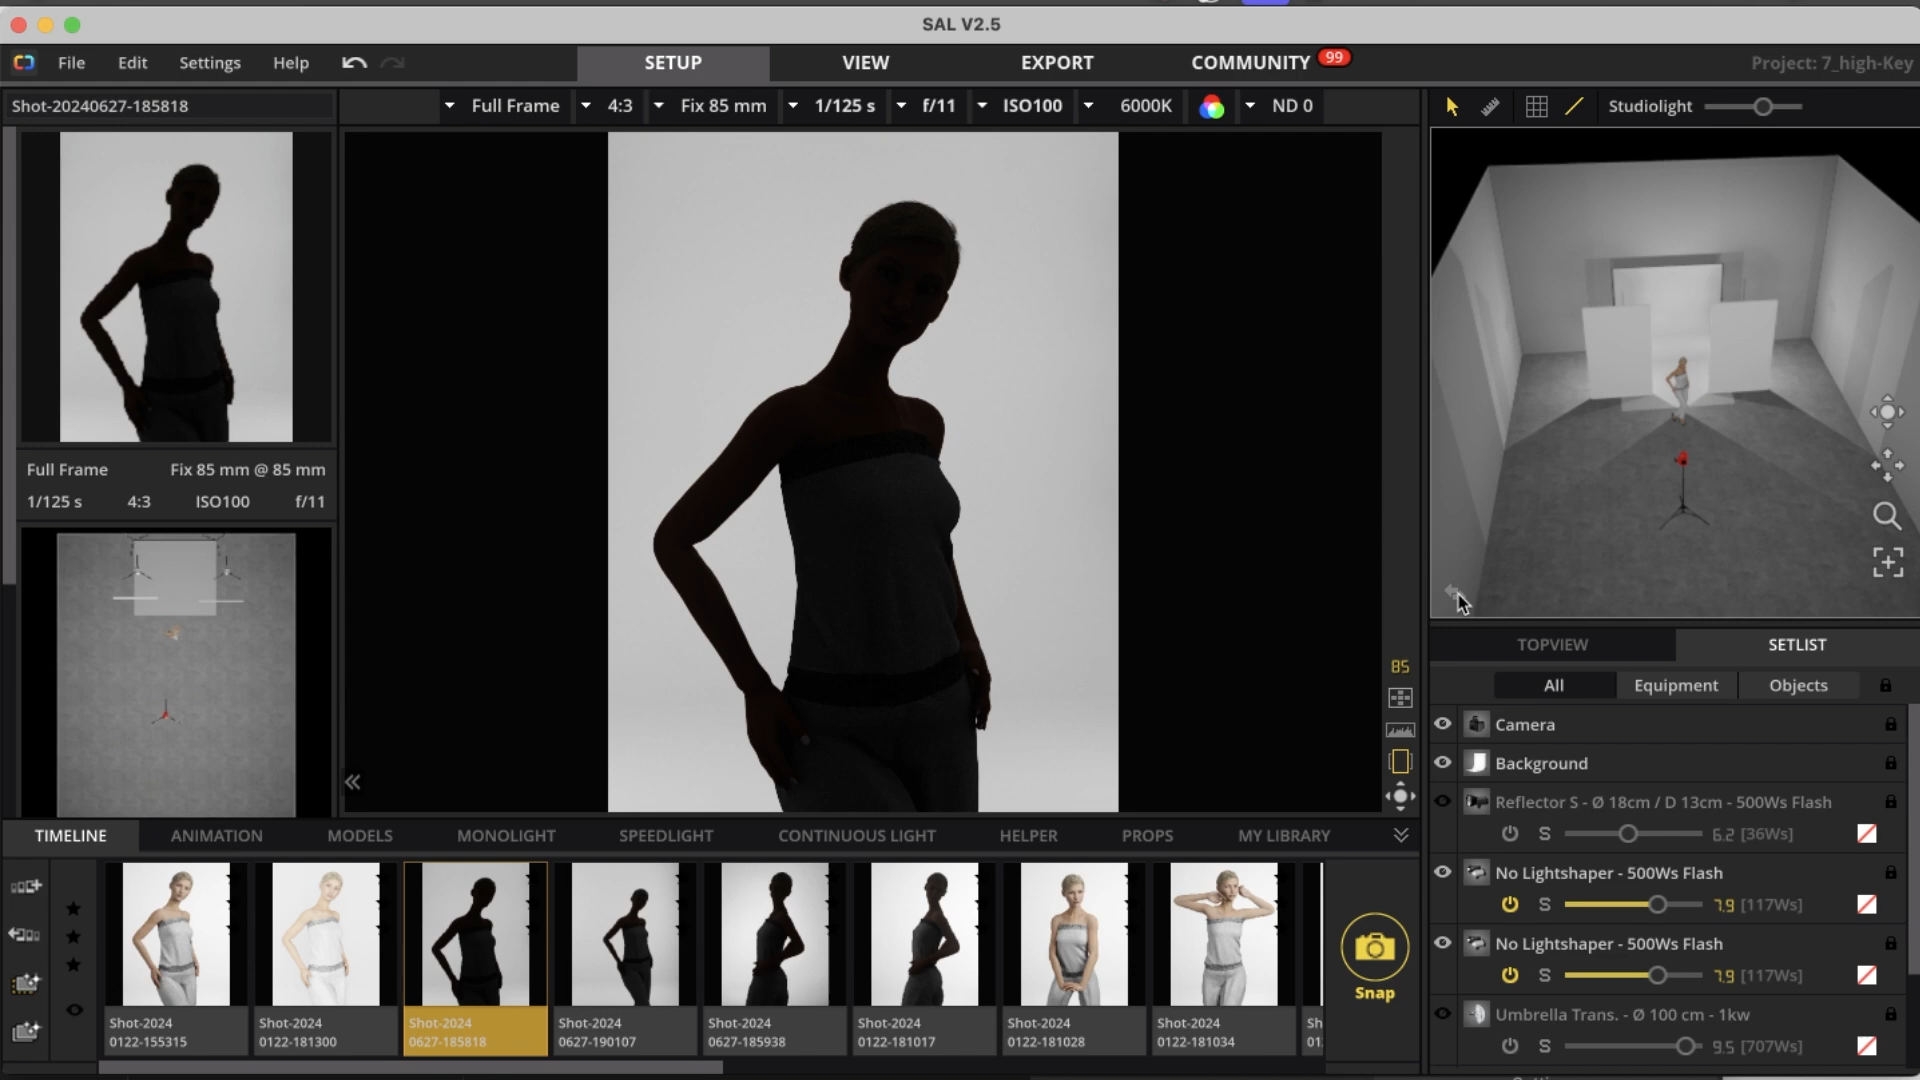 SAL V2.5
File Edit Settings Help SETUP VIEW EXPORT COMMUNITY 99 Project: 7_high-Key
Shot-20240627-185818 Full Frame 4:3 Fix 85 mm 1/125 s f/11 ISO100 6000K ND 0 Studiolight
Full Frame Fix 85 mm @ 85 mm
1/125 s 4:3 ISO100 f/11
85
TOPVIEW SETLIST
All Equipment Objects
Camera
Background
Reflector S - Ø 18cm / D 13cm - 500Ws Flash
S 6.2 [36Ws]
No Lightshaper - 500Ws Flash
S 7.9 [117Ws]
No Lightshaper - 500Ws Flash
S 7.9 [117Ws]
Umbrella Trans. - Ø 100 cm - 1kw
S 9.5 [707Ws]
TIMELINE ANIMATION MODELS MONOLIGHT SPEEDLIGHT CONTINUOUS LIGHT HELPER PROPS MY LIBRARY
Snap
Shot-2024
0122-155315
Shot-2024
0122-181300
Shot-2024
0627-185818
Shot-2024
0627-190107
Shot-2024
0627-185938
Shot-2024
0122-181017
Shot-2024
0122-181028
Shot-2024
0122-181034
Sh
01